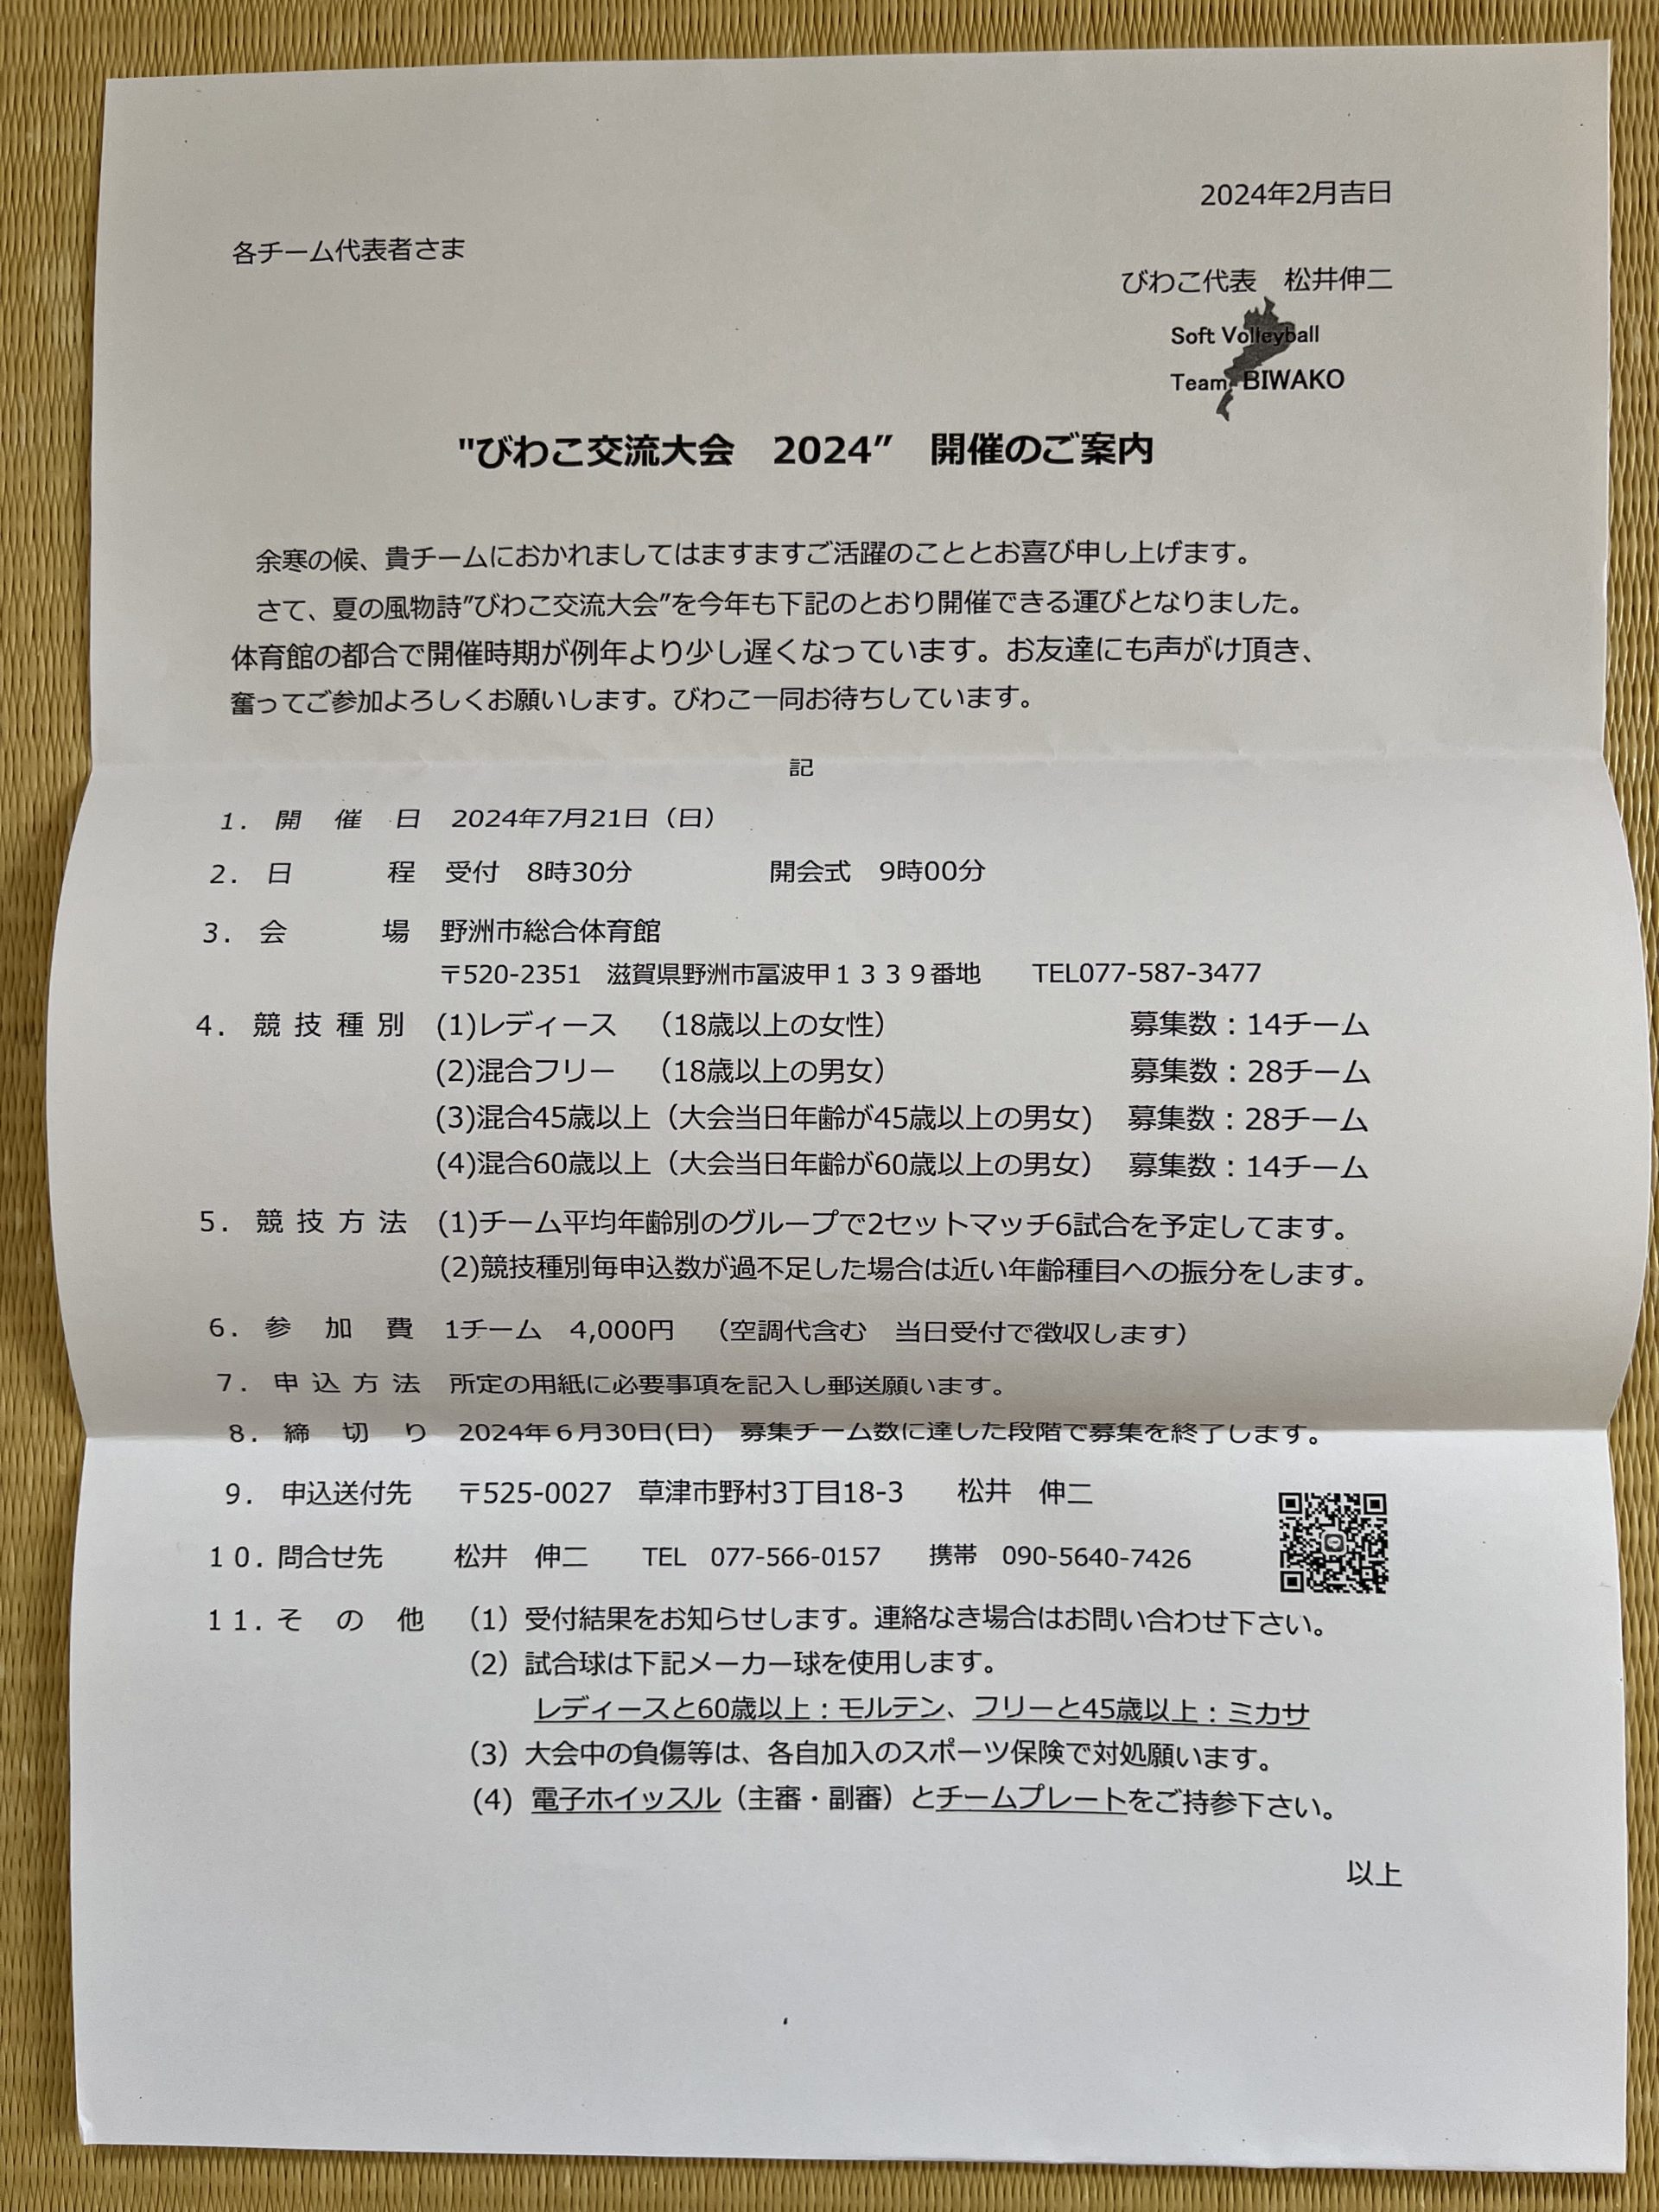 2024年2月吉日
各チーム代表者さま
びわこ代表　松井伸二
Soft Volleyball
Team BIWAKO
"びわこ交流大会　2024”　開催のご案内
余寒の候、貴チームにおかれましてはますますご活躍のこととお喜び申し上げます。
さて、夏の風物詩”びわこ交流大会”を今年も下記のとおり開催できる運びとなりました。
体育館の都合で開催時期が例年より少し遅くなっています。お友達にも声がけ頂き、
奮ってご参加よろしくお願いします。びわこ一同お待ちしています。
記
1．開　催　日　2024年7月21日（日）
2．日　　　程　受付　8時30分　　　　　開会式　9時00分
3．会　　　場　野洲市総合体育館
〒520-2351　滋賀県野洲市冨波甲１３３９番地　　TEL077-587-3477
4．競 技 種 別　(1)レディース　（18歳以上の女性）　　　　募集数：14チーム
(2)混合フリー　（18歳以上の男女）　　　　募集数：28チーム
(3)混合45歳以上（大会当日年齢が45歳以上の男女)　募集数：28チーム
(4)混合60歳以上（大会当日年齢が60歳以上の男女）　募集数：14チーム
5．競 技 方 法　(1)チーム平均年齢別のグループで2セットマッチ6試合を予定してます。
(2)競技種別毎申込数が過不足した場合は近い年齢種目への振分をします。
6．参　加　費　1チーム　4,000円　（空調代含む　当日受付で徴収します）
7．申 込 方 法　所定の用紙に必要事項を記入し郵送願います。
8．締　切　り　2024年６月30日(日)　募集チーム数に達した段階で募集を終了します。
9．申込送付先　〒525-0027　草津市野村3丁目18-3　　松井　伸二
１０．問合せ先　　松井　伸二　　TEL　077-566-0157　　携帯　090-5640-7426
１１．そ　の　他　（1）受付結果をお知らせします。連絡なき場合はお問い合わせ下さい。
（2）試合球は下記メーカー球を使用します。
レディースと60歳以上：モルテン、フリーと45歳以上：ミカサ
（3）大会中の負傷等は、各自加入のスポーツ保険で対処願います。
（4）電子ホイッスル（主審・副審）とチームプレートをご持参下さい。
以上